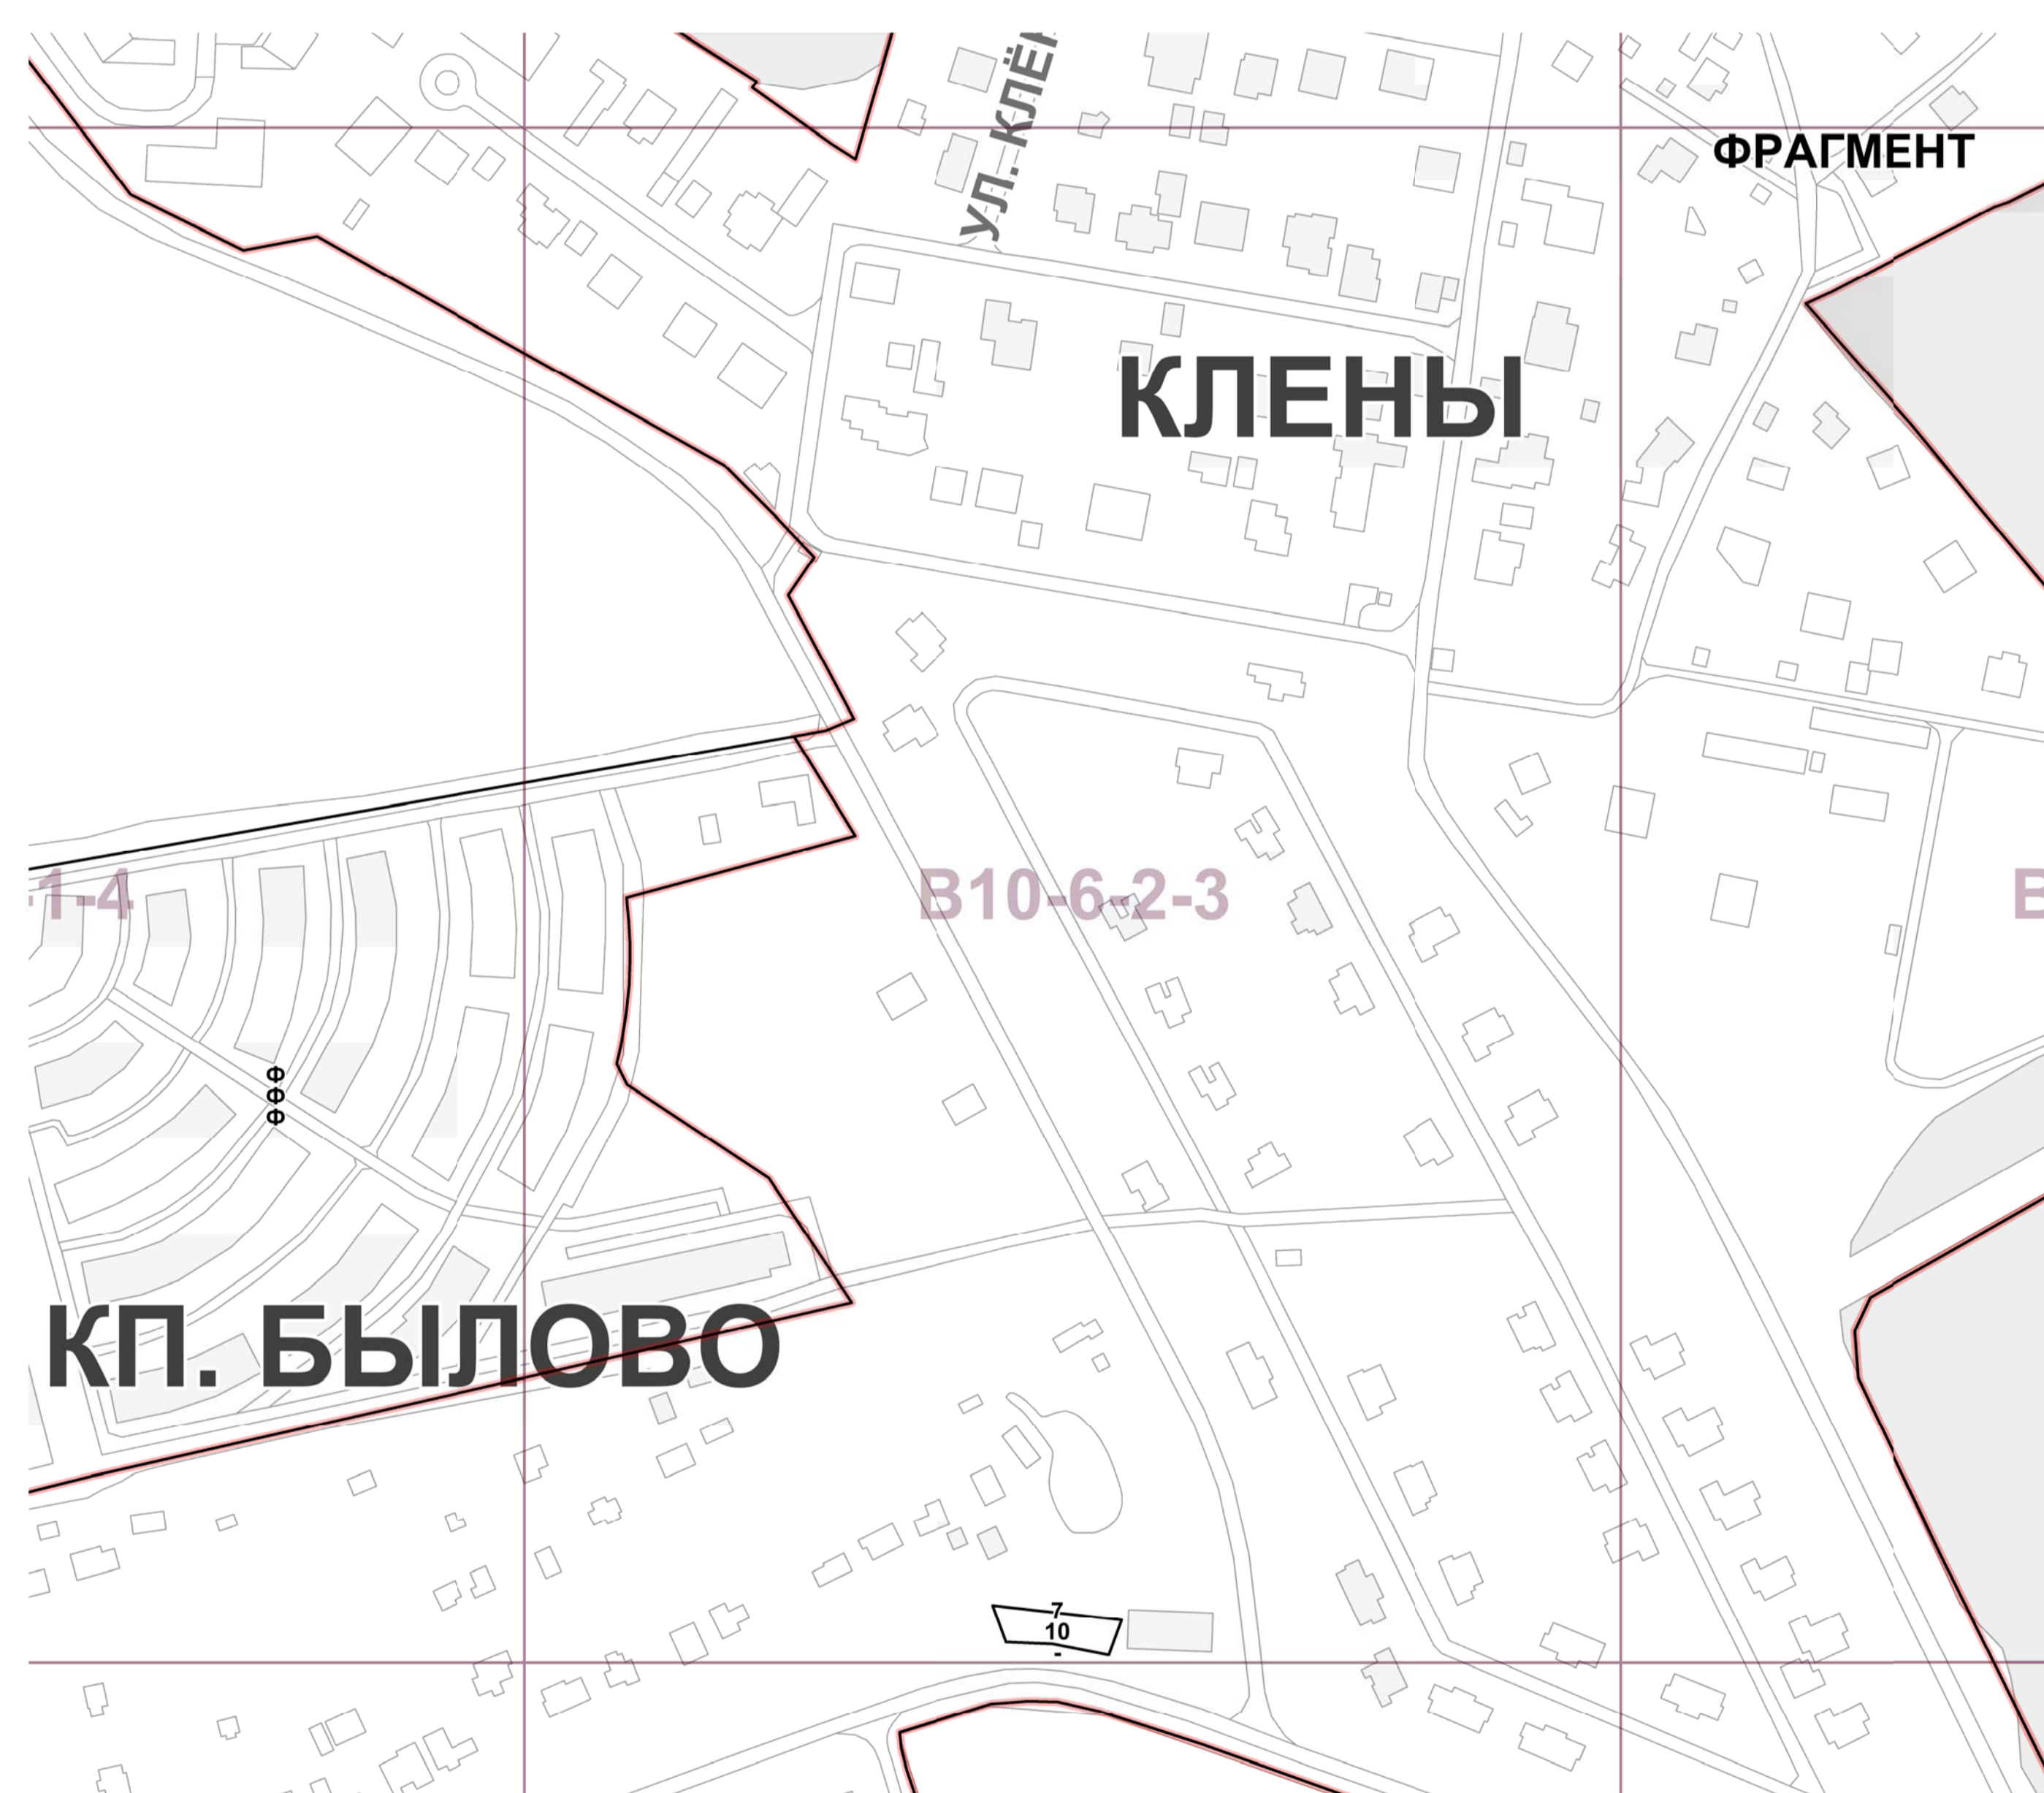 УЛ. КЛЁ
ФРАГМЕНТ
КЛЕНЫ
-1-4
В10-6-2-3
Ф
Ф
Ф
КП. БЫЛОВО
7
10
-